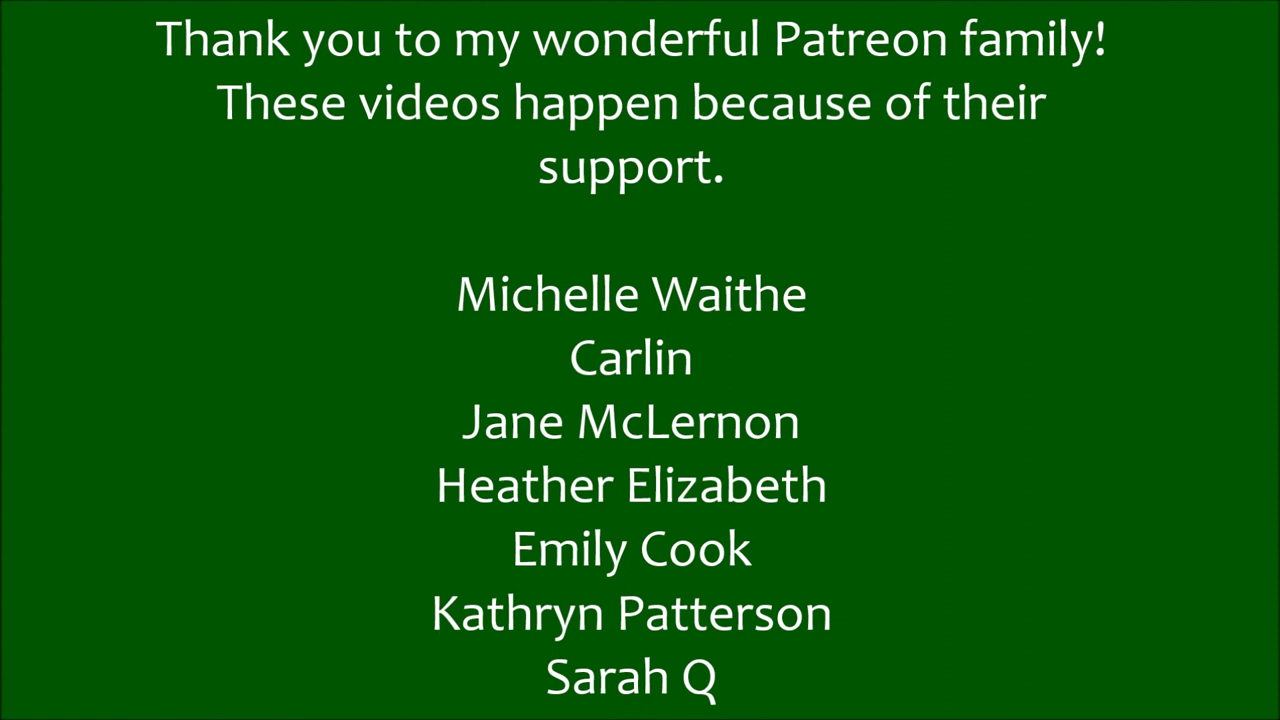 Thank you to my wonderful Patreon family!
These videos happen because of their
support.
Michelle Waithe
Carlin
Jane McLernon
Heather Elizabeth
Emily Cook
Kathryn Patterson
Sarah Q